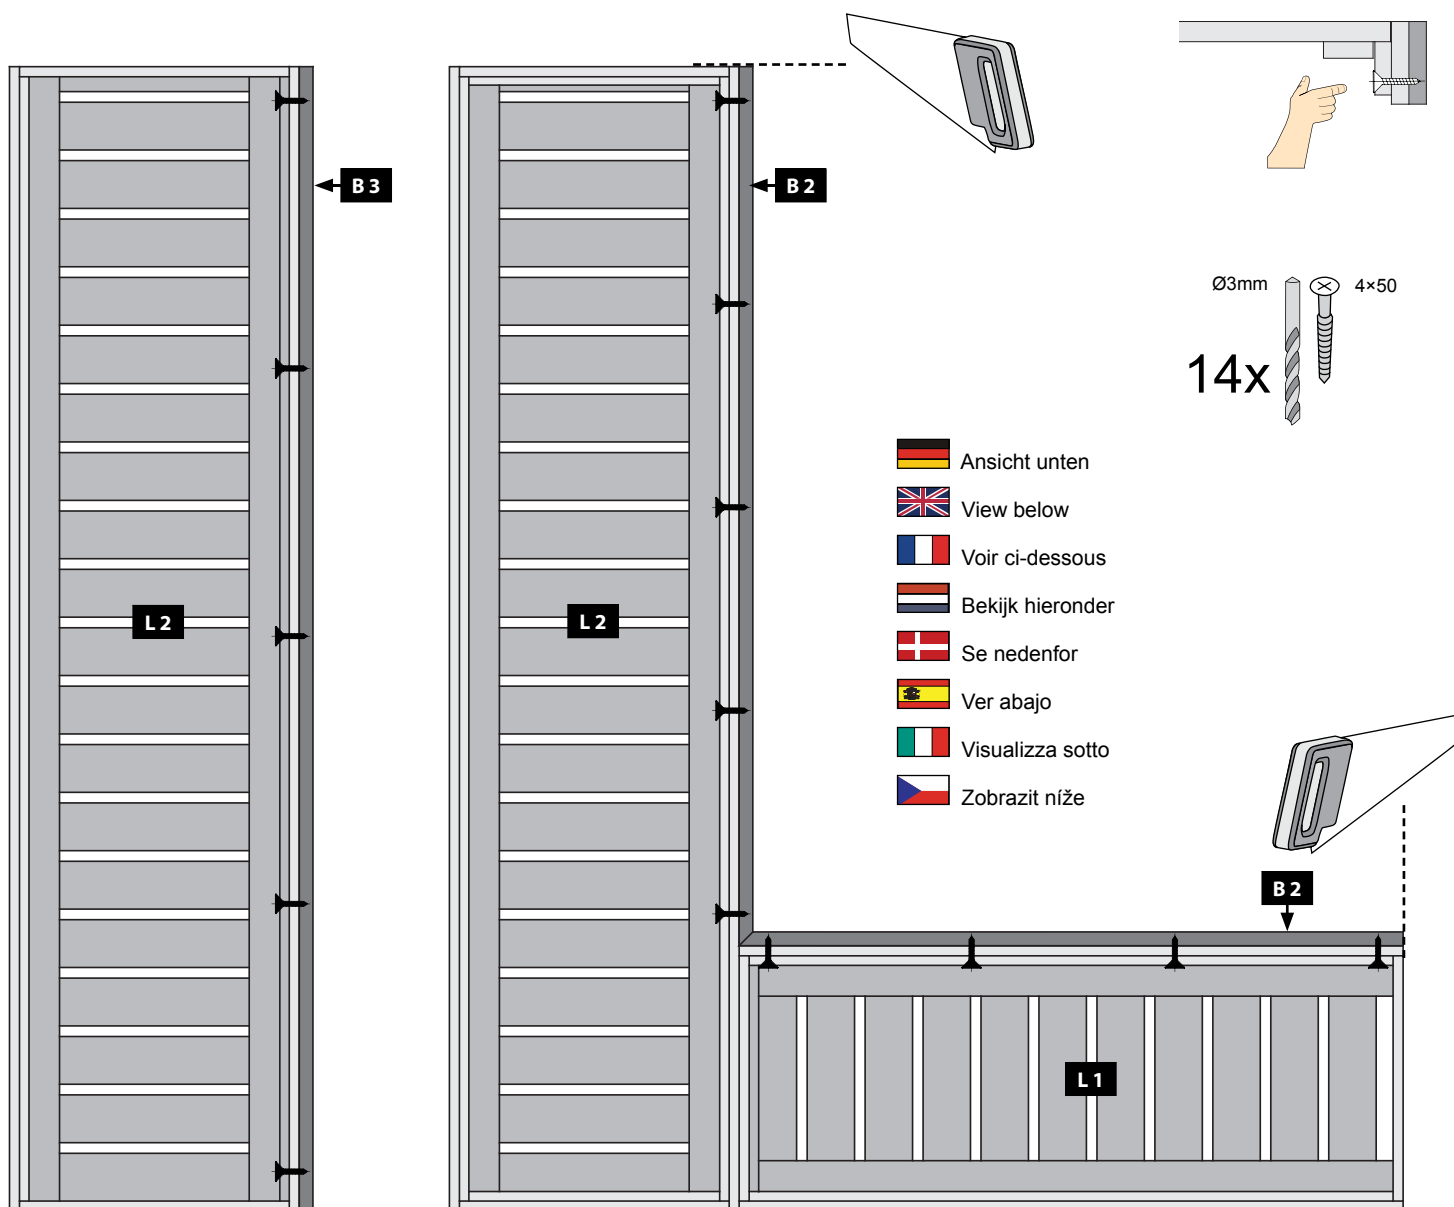 B 3
B 2
Ø3mm
4×50
14x
Ansicht unten
View below
Voir ci-dessous
Bekijk hieronder
Se nedenfor
Ver abajo
Visualizza sotto
Zobrazit níže
L 2
L 2
B 2
L 1